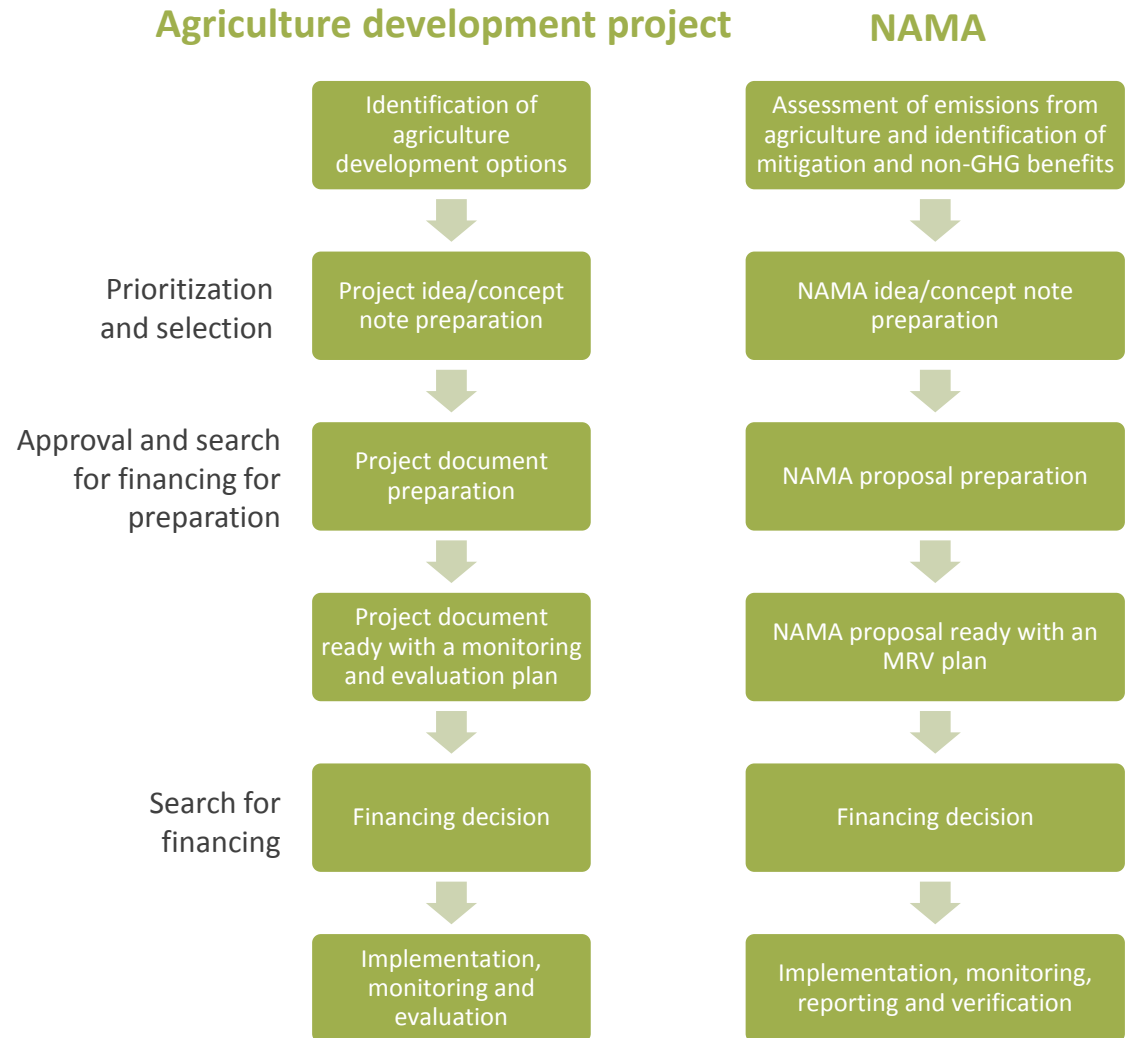 Agriculture development project
NAMA
Identification of
agriculture
development options
Assessment of emissions from
agriculture and identification of
mitigation and non-GHG benefits
Prioritization
and selection
Project idea/concept
note preparation
NAMA idea/concept note
preparation
Approval and search
for financing for
preparation
Project document
preparation
NAMA proposal preparation
Project document
ready with a monitoring
and evaluation plan
NAMA proposal ready with an
MRV plan
Search for
financing
Financing decision
Financing decision
Implementation,
monitoring and
evaluation
Implementation, monitoring,
reporting and verification